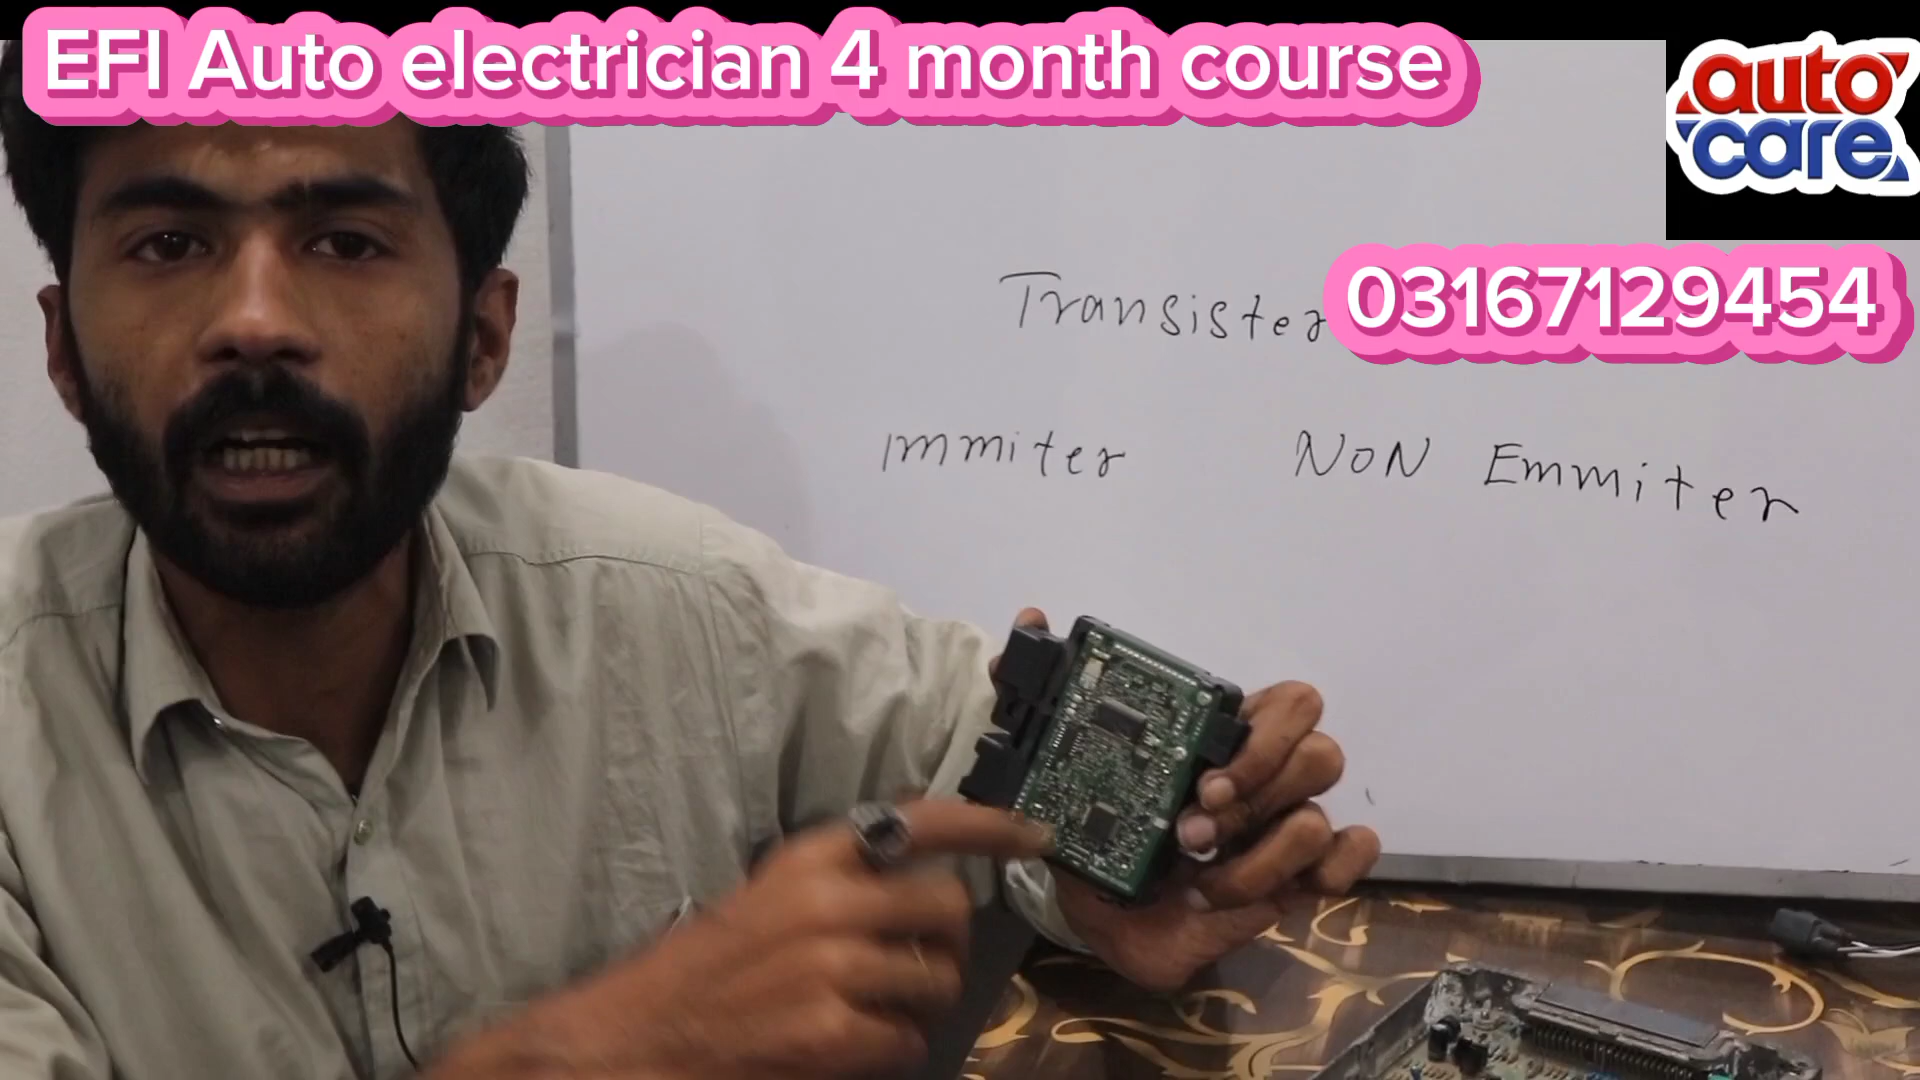 EFI Auto electrician 4 month course
auto
care
03167129454
Transister
Immiter NON Emmiter